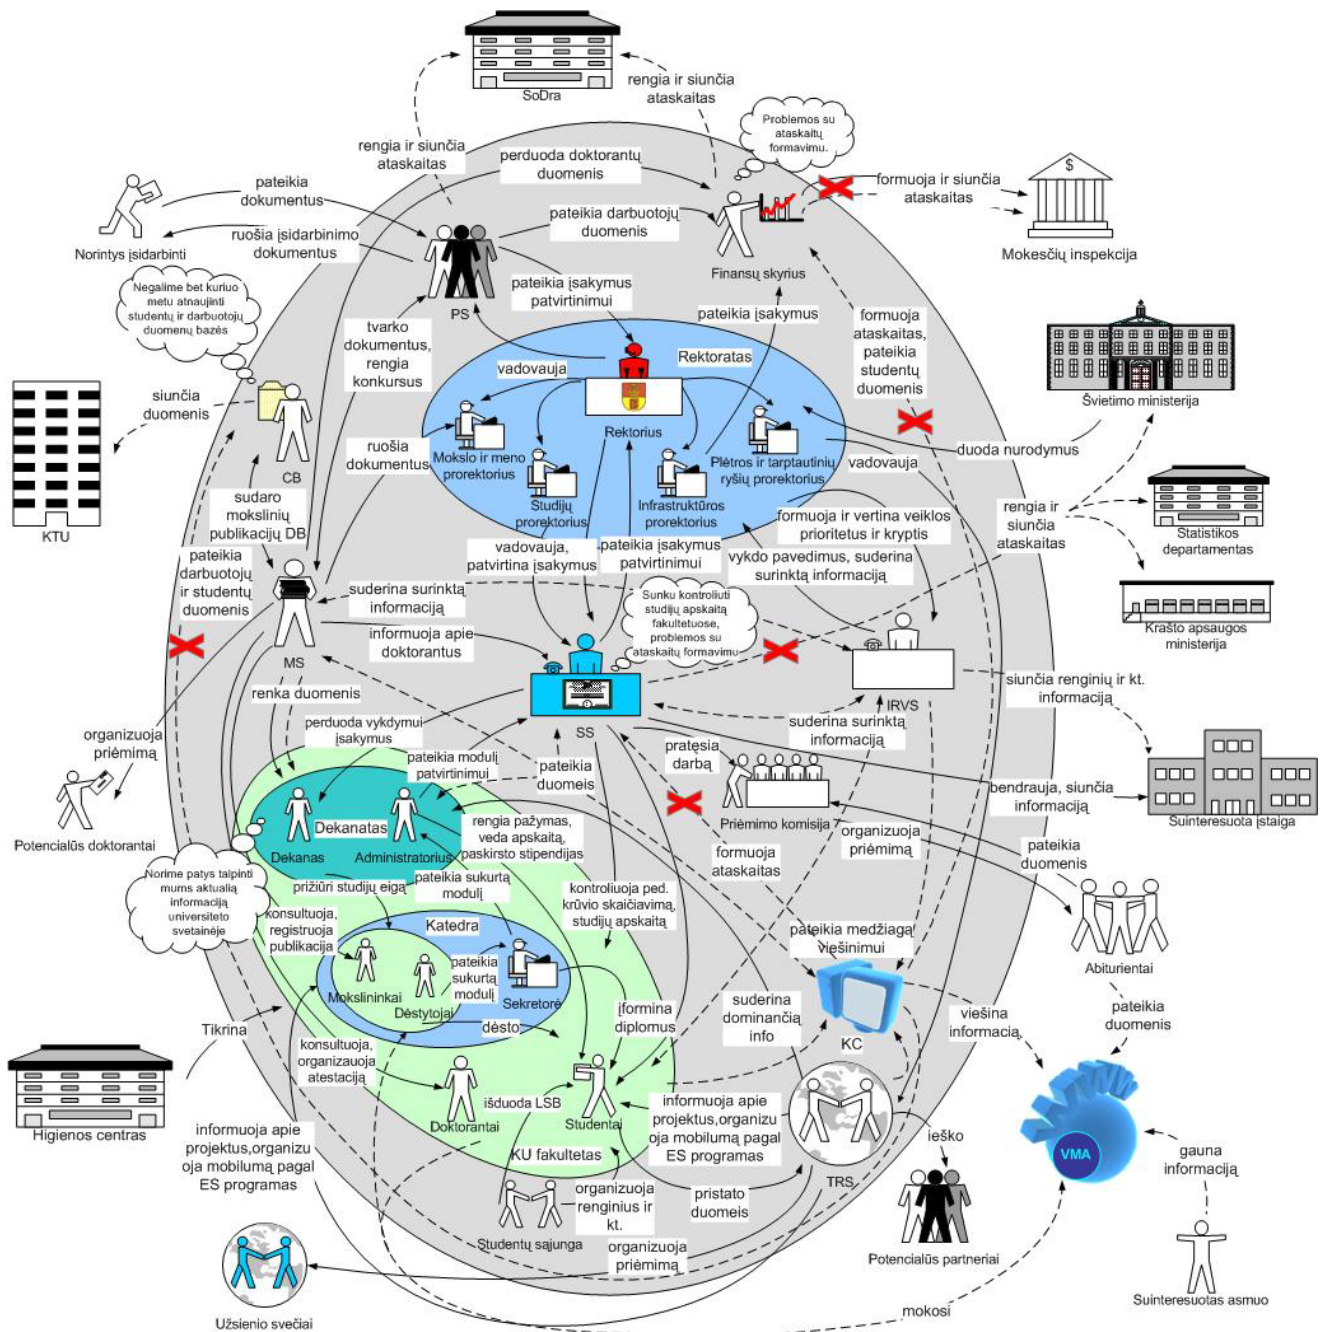 SoDra
rengia ir siunčia
ataskaitas
Problemos su
ataskaitų
formavimu.
rengia ir siunčia
ataskaitas
perduoda doktorantų
duomenis
formuoja ir siunčia
ataskaitas
$
Mokesčių inspekcija
pateikia
dokumentus
Norintys įsidarbinti
ruošia įsidarbinimo
dokumentus
pateikia darbuotojų
duomenis
Finansų skyrius
PS
pateikia įsakymus
patvirtinimui
pateikia įsakymus
formuoja
ataskaitas,
pateikia
studentų
duomenis
Negalime bet kuriuo
metu atnaujinti
studentų ir darbuotojų
duomenų bazės
tvarko
dokumentus,
rengia
konkursus
Rektoratas
vadovauja
Rektorius
Švietimo ministerija
siunčia
duomenis
KTU
CB
ruošia
dokumentus
Mokslo ir meno
prorektorius
Studijų
prorektorius
Infrastruktūros
prorektorius
Plėtros ir tarptautinių
ryšių prorektorius
vadovauja
duoda nurodymus
sudaro
mokslinių
publikacijų DB
formuoja ir vertina veiklos
prioritetus ir kryptis
rengia ir
siunčia
ataskaitas
Statistikos
departamentas
pateikia
darbuotojų
ir studentų
duomenis
vadovauja,
patvirtina įsakymus
pateikia įsakymus
patvirtinimui
vykdo pavedimus, suderina
surinktą informaciją
suderina surinktą
informaciją
Sunku kontroliuti
studijų apskaitą
fakultetuose,
problemos su
ataskaitų formavimu
Krašto apsaugos
ministerija
MS
informuoja apie
doktorantus
SS
IRVS
siunčia renginių ir kt.
informaciją
renka duomenis
perduoda vykdymui
įsakymus
suderina surinktą
informaciją
organizuoja
priėmimą
Potencialūs doktorantai
pateikia modulį
patvirtinimui
pateikia
duomeis
pratęsia
darbą
Priėmimo komisija
bendrauja, siunčia
informaciją
Suinteresuota įstaiga
Dekanatas
Dekanas
Administratorius
rengia pažymas,
veda apskaitą,
paskirsto stipendijas
organizuoja
priėmimą
pateikia
duomenis
formuoja
ataskaitas
Norime patys talpinti
mums aktualią
informaciją
universiteto
svetainėje
prižiūri studijų eigą
pateikia sukurtą
modulį
kontroliuoja ped.
krūvio skaičiavimą,
studijų apskaitą
konsultuoja,
registruoja
publikacija
Katedra
Mokslininkai
Dėstytojai
pateikia
sukurtą
modulį
Sekretorė
pateikia medžiagą
viešinimui
Abiturientai
Tikrina
dėsto
įformina
diplomus
suderina
dominančią
info
KC
viešina
informacią
pateikia
duomenis
Higienos centras
konsultuoja,
organizauoja
atestaciją
Doktorantai
išduoda LSB
Studentai
KU fakultetas
informuoja apie
projektus,organizu
oja mobilumą pagal
ES programas
TRS
ieško
VMA
gauna
informaciją
informuoja apie
projektus,organizu
oja mobilumą pagal
ES programas
Studentų sąjunga
organizuoja
renginius ir
kt.
pristato
duomeis
Potencialūs partneriai
organizuoja
priėmimą
Užsienio svečiai
mokosi
Suinteresuotas asmuo